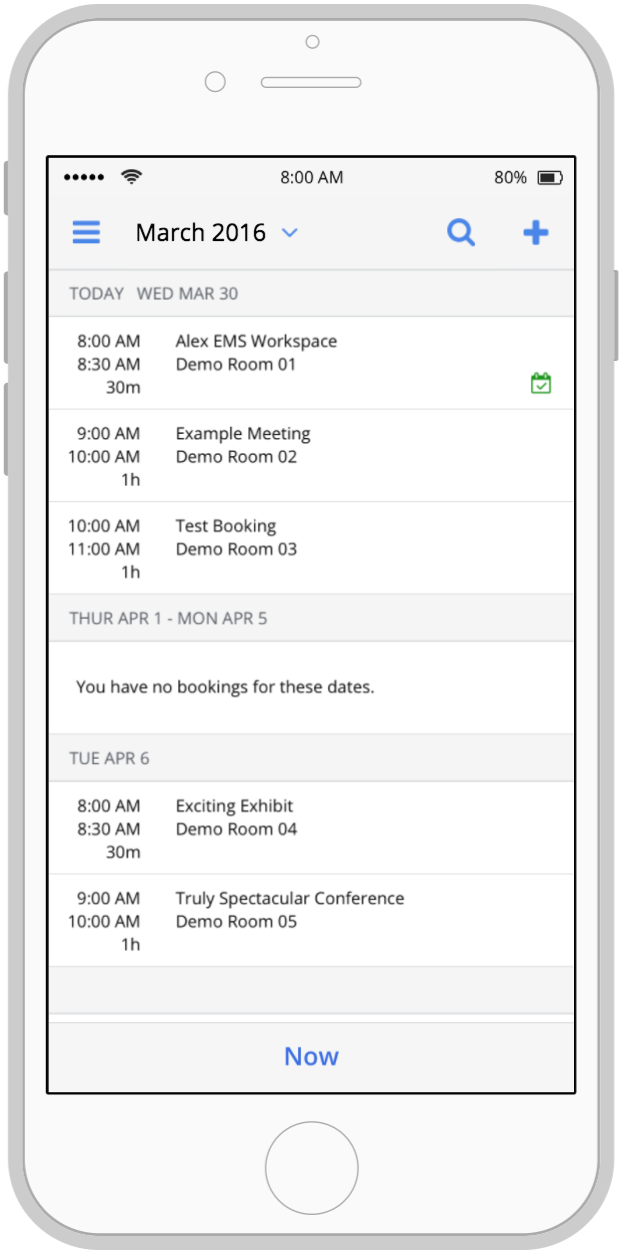 8:00 AM 80%
March 2016
TODAY WED MAR 30
8:00 AM Alex EMS Workspace
8:30 AM Demo Room 01
30m
9:00 AM Example Meeting
10:00 AM Demo Room 02
1h
10:00 AM Test Booking
11:00 AM Demo Room 03
1h
THUR APR 1 - MON APR 5
You have no bookings for these dates.
TUE APR 6
8:00 AM Exciting Exhibit
8:30 AM Demo Room 04
30m
9:00 AM Truly Spectacular Conference
10:00 AM Demo Room 05
1h
Now